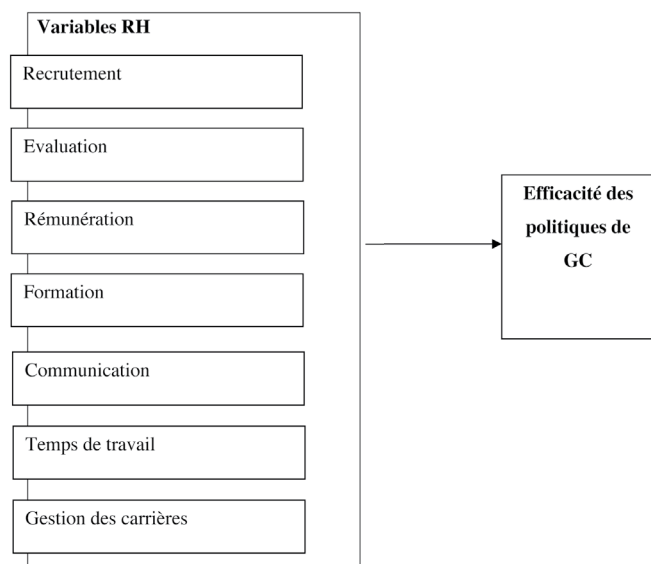 Variables RH
Recrutement
Evaluation
Rémunération
Formation
Communication
Temps de travail
Gestion des carrières
Efficacité des
politiques de
GC